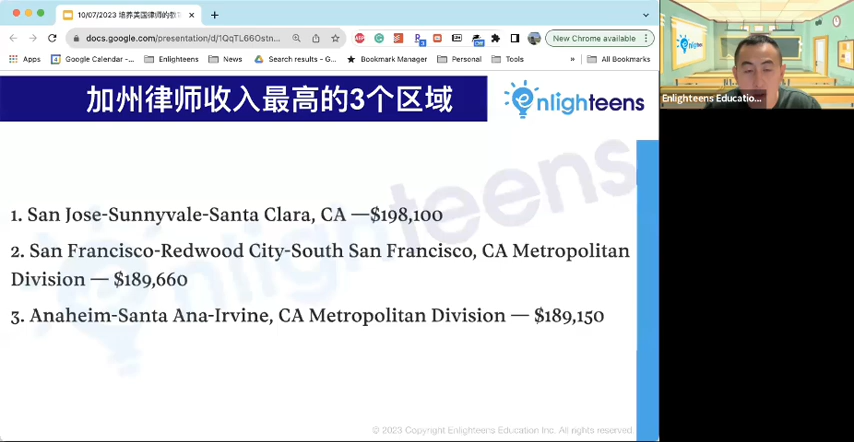 10/07/2023 培养美国律师的教
docs.google.com/presentation/d/1QqTL66Ostn...
New Chrome available
Apps
Google Calendar -...
Enlighteens
News
Search results - G...
Bookmark Manager
Personal
Tools
»
All Bookmarks
加州律师收入最高的3个区域
enlighteens
1. San Jose-Sunnyvale-Santa Clara, CA —$198,100
2. San Francisco-Redwood City-South San Francisco, CA Metropolitan
Division — $189,660
3. Anaheim-Santa Ana-Irvine, CA Metropolitan Division — $189,150
© 2023 Copyright Enlighteens Education Inc. All rights reserved.
Enlighteens Educatio...